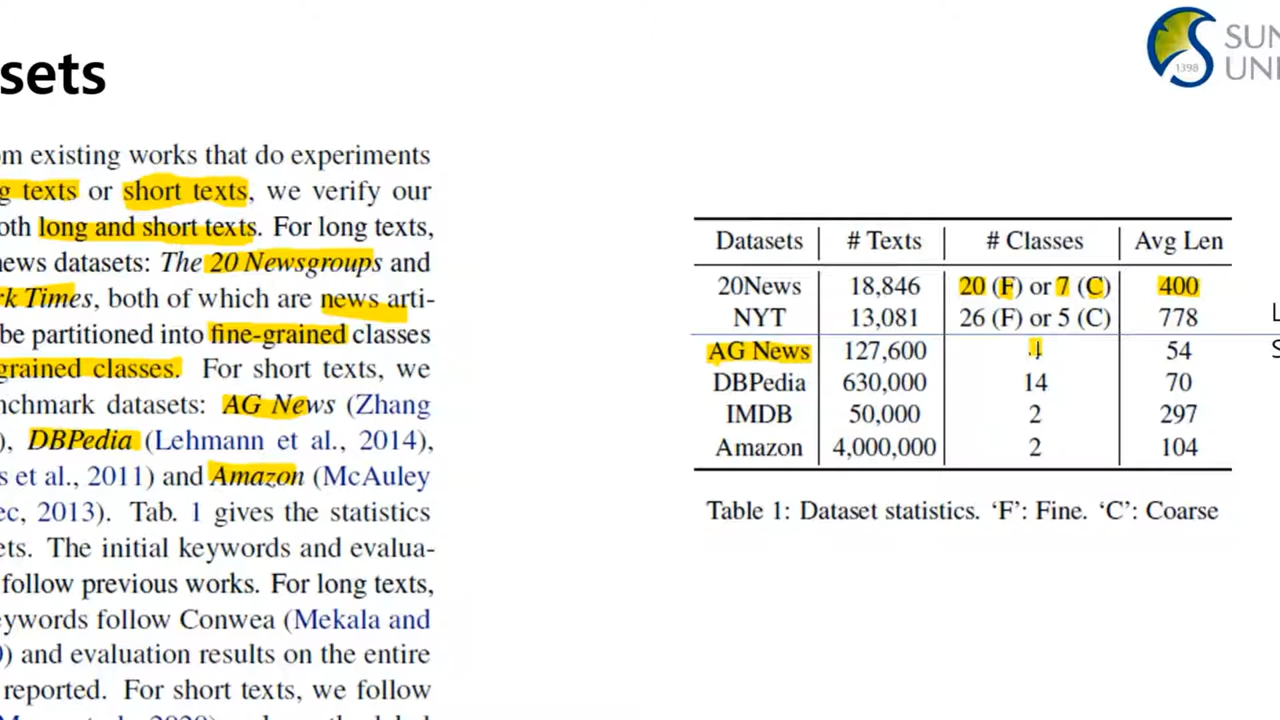 sets
SUN
UNI
1398
om existing works that do experiments
g texts or short texts, we verify our
oth long and short texts. For long texts,
news datasets: The 20 Newsgroups and
rk Times, both of which are news arti-
be partitioned into fine-grained classes
grained classes. For short texts, we
nchmark datasets: AG News (Zhang
), DBPedia (Lehmann et al., 2014),
s et al., 2011) and Amazon (McAuley
ec, 2013). Tab. 1 gives the statistics
ets. The initial keywords and evalua-
follow previous works. For long texts,
eywords follow Conwea (Mekala and
0) and evaluation results on the entire
reported. For short texts, we follow
Datasets # Texts # Classes Avg Len
20News 18,846 20 (F) or 7 (C) 400
NYT 13,081 26 (F) or 5 (C) 778
AG News 127,600 4 54
DBPedia 630,000 14 70
IMDB 50,000 2 297
Amazon 4,000,000 2 104
Table 1: Dataset statistics. ‘F’: Fine. ‘C’: Coarse
L
S